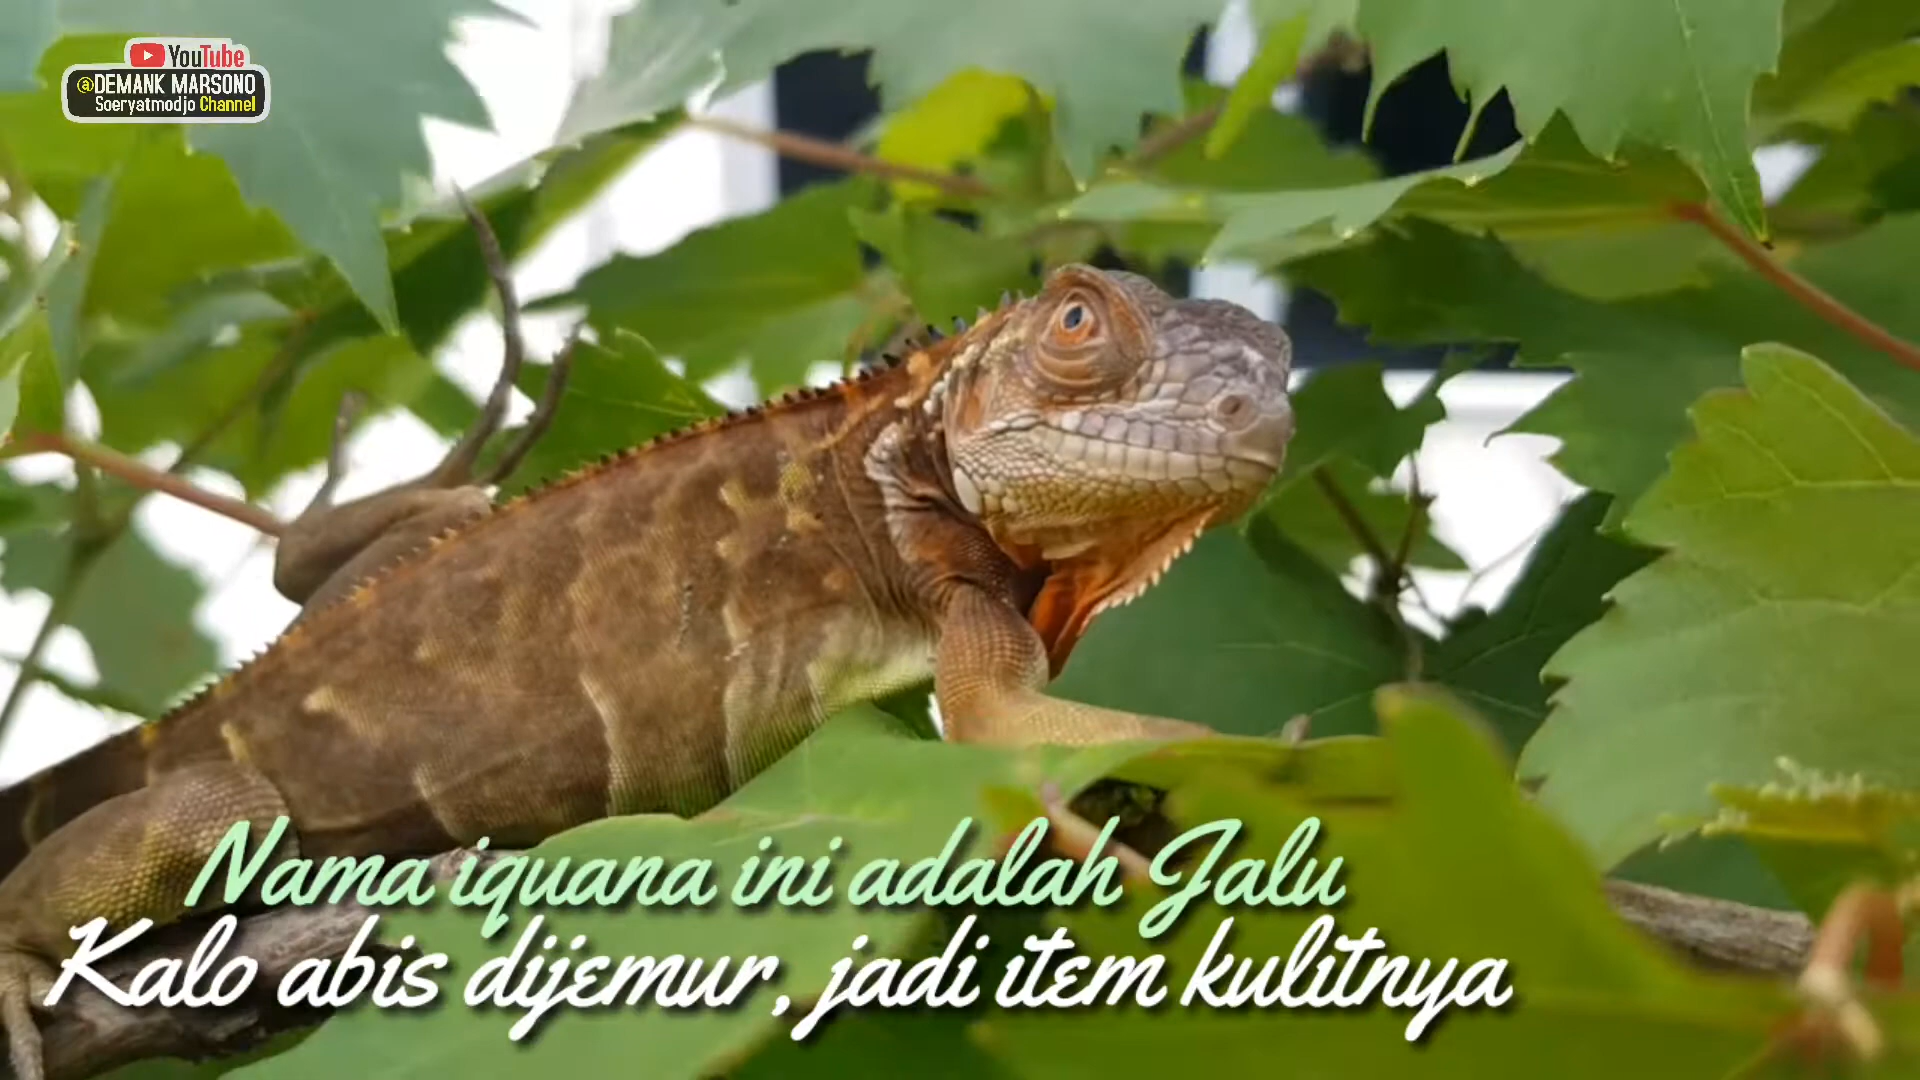 YouTube
@DEMANK MARSONO
Soeryatmodjo Channel
Nama iguana ini adalah Jalu
Kalo abis dijemur, jadi item kulitnya